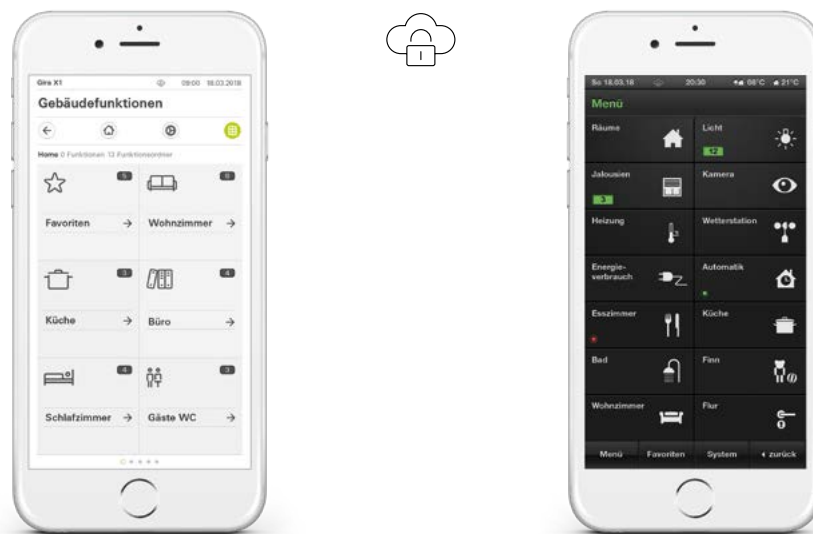 Gira X1 09:00 18.03.2018
Gebäudefunktionen
Home 0 Funktionen 13 Funktionsordner
5 0
Favoriten → Wohnzimmer →
3 4
Küche → Büro →
4 3
Schlafzimmer → Gäste WC →
So 18.03.18 20:30 08°C 21°C
Menü
Räume Licht
12
Jalousien Kamera
3
Heizung Wetterstation
Energie- Automatik
verbrauch
Esszimmer Küche
Bad Finn
Wohnzimmer Flur
Menü Favoriten System zurück